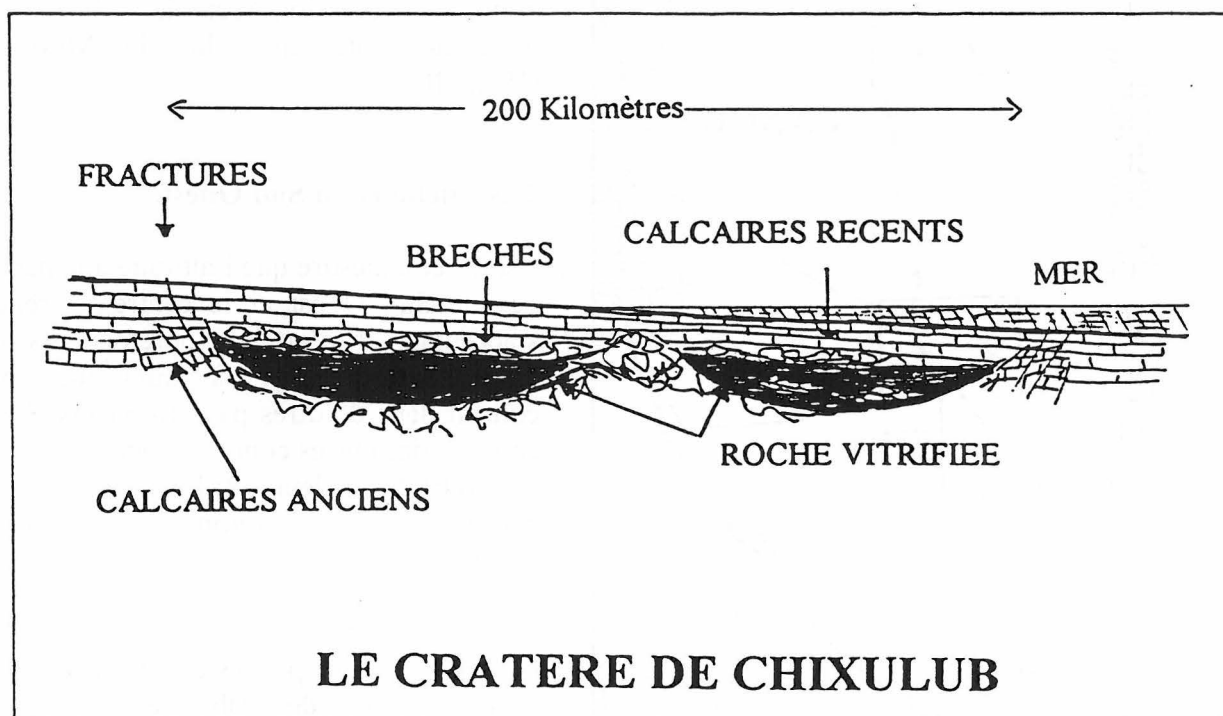 200 Kilomètres
FRACTURES
BRECHES
CALCAIRES RECENTS
MER
ROCHE VITRIFIEE
CALCAIRES ANCIENS
LE CRATERE DE CHIXULUB